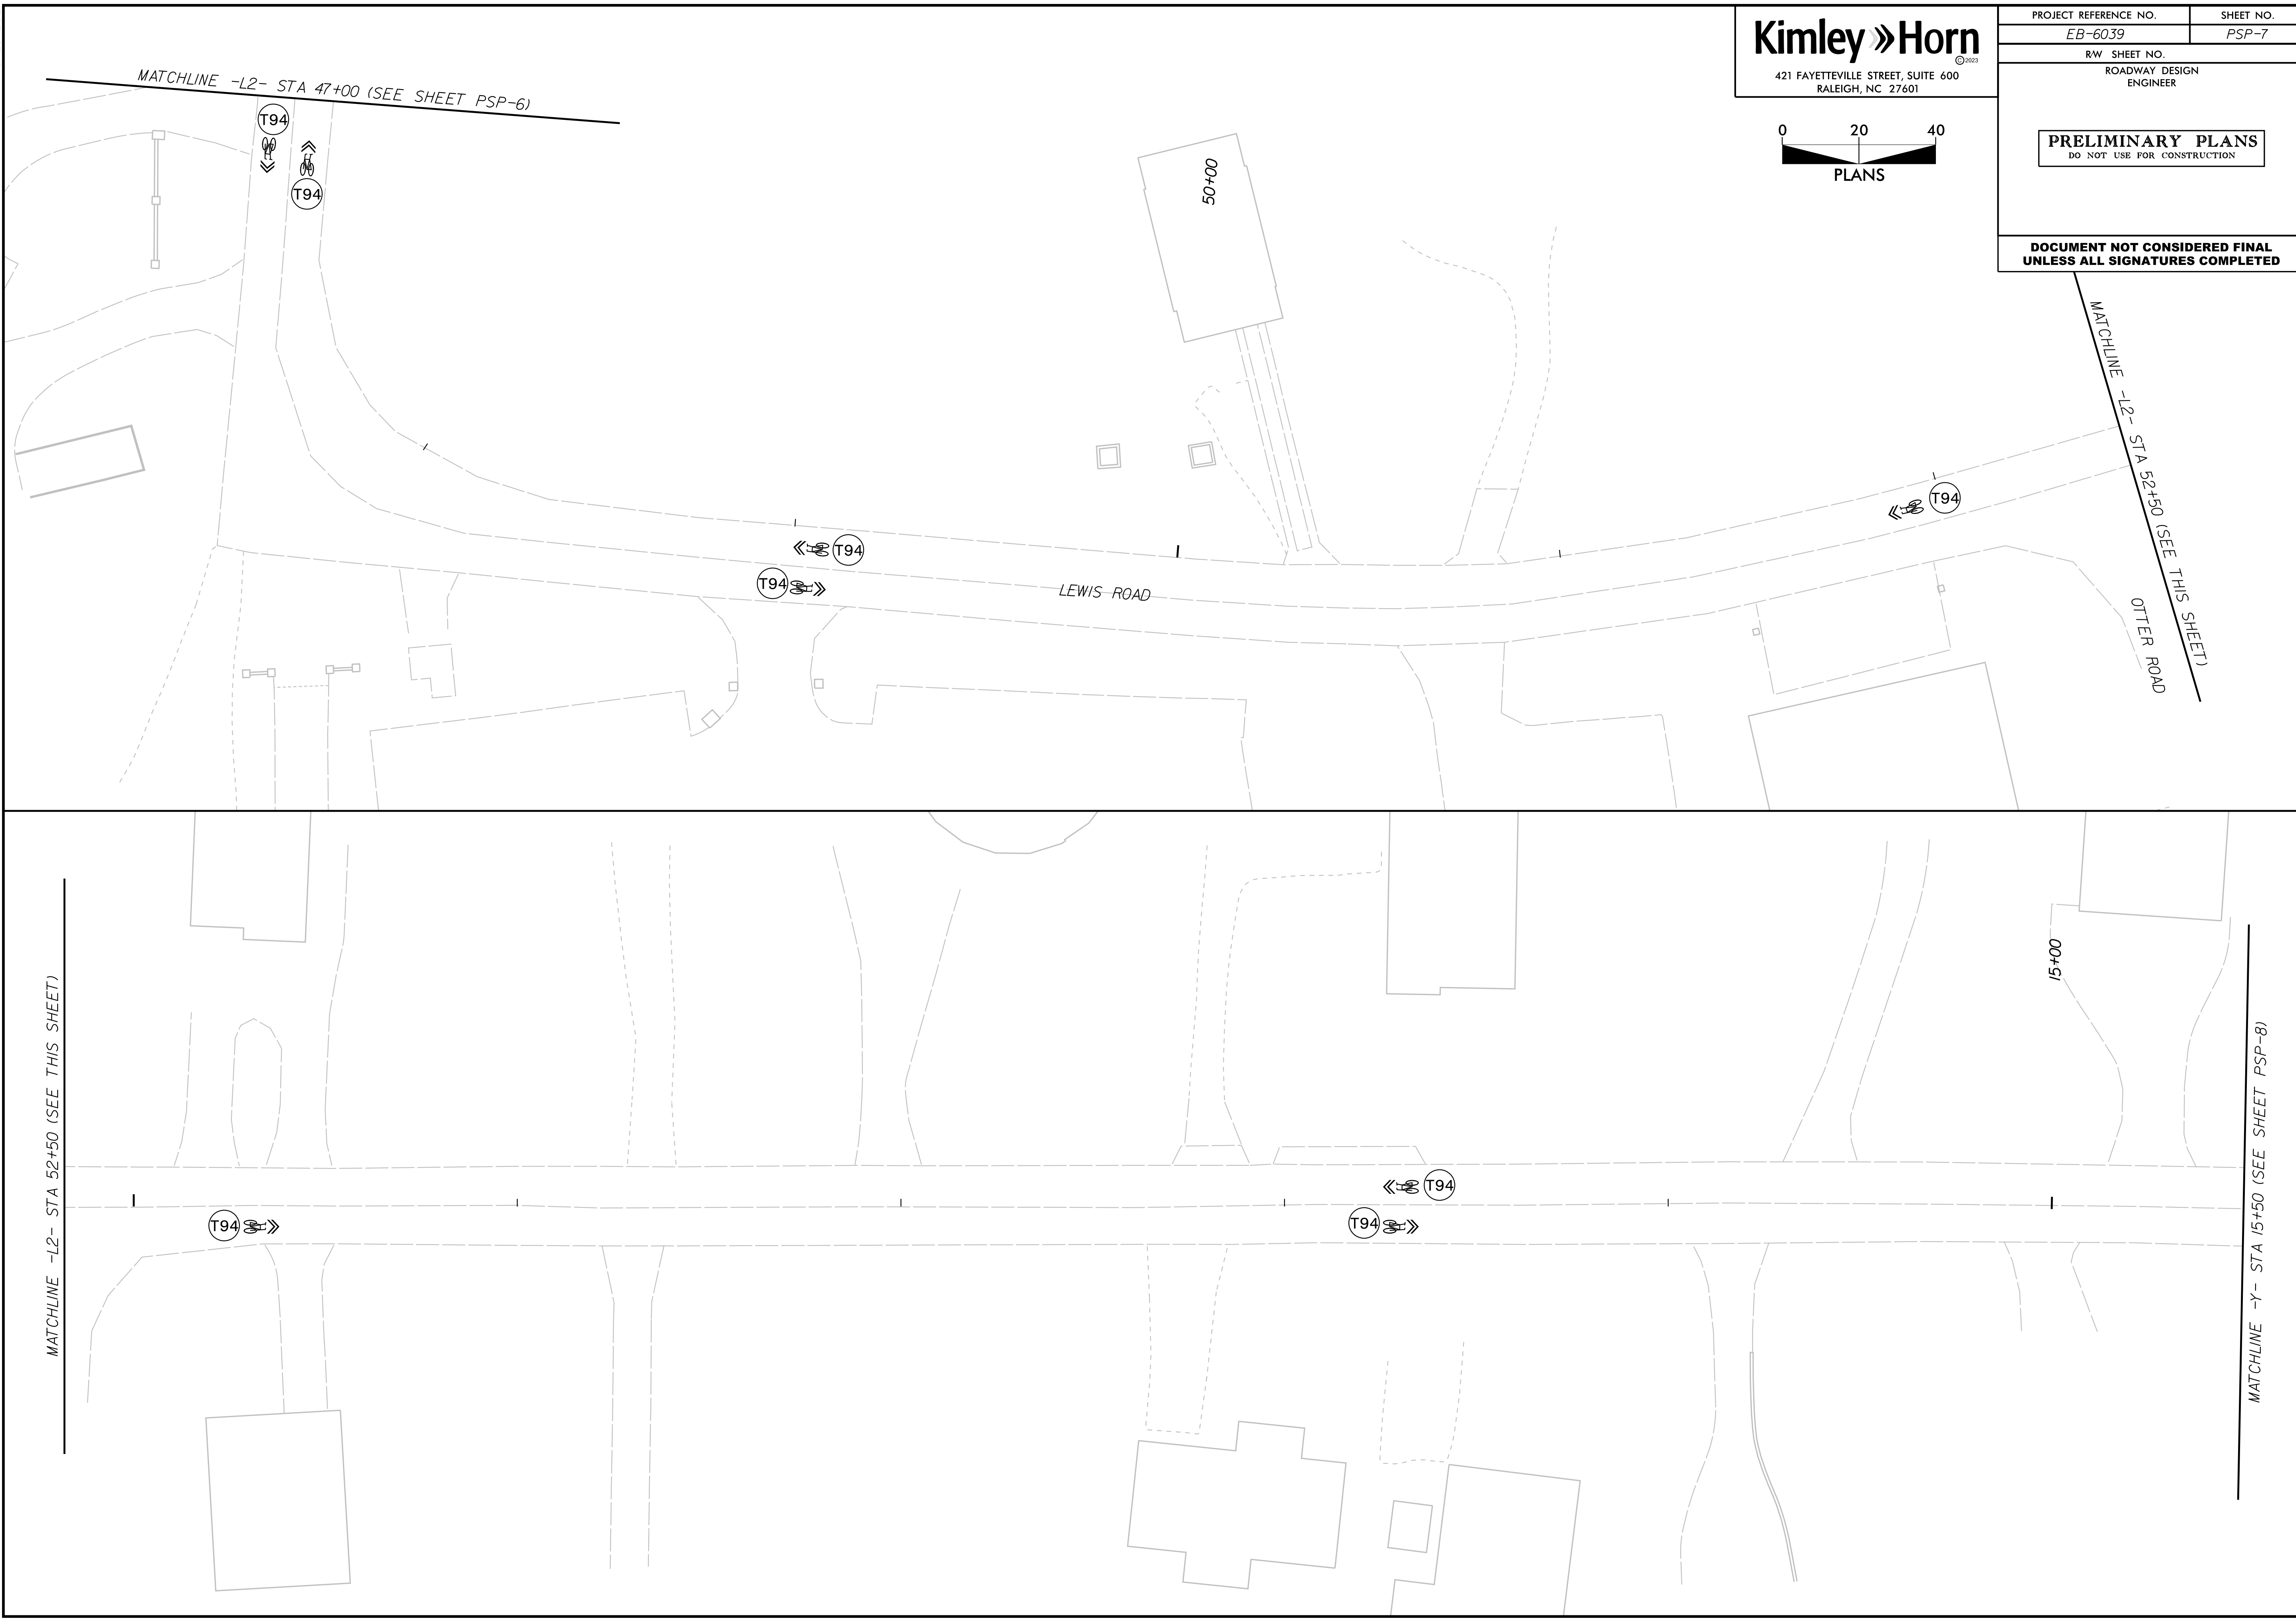 Kimley»Horn
© 2023
421 FAYETTEVILLE STREET, SUITE 600
RALEIGH, NC 27601
PROJECT REFERENCE NO.
SHEET NO.
EB-6039
PSP-7
R/W SHEET NO.
ROADWAY DESIGN
ENGINEER
PRELIMINARY PLANS
DO NOT USE FOR CONSTRUCTION
DOCUMENT NOT CONSIDERED FINAL
UNLESS ALL SIGNATURES COMPLETED
0 20 40
PLANS
MATCHLINE -L2- STA 47+00 (SEE SHEET PSP-6)
T94
T94
50+00
MATCHLINE -L2- STA 52+50 (SEE THIS SHEET)
T94
T94
T94
LEWIS ROAD
OTTER ROAD
MATCHLINE -L2- STA 52+50 (SEE THIS SHEET)
15+00
T94
T94
T94
MATCHLINE -Y- STA 15+50 (SEE SHEET PSP-8)